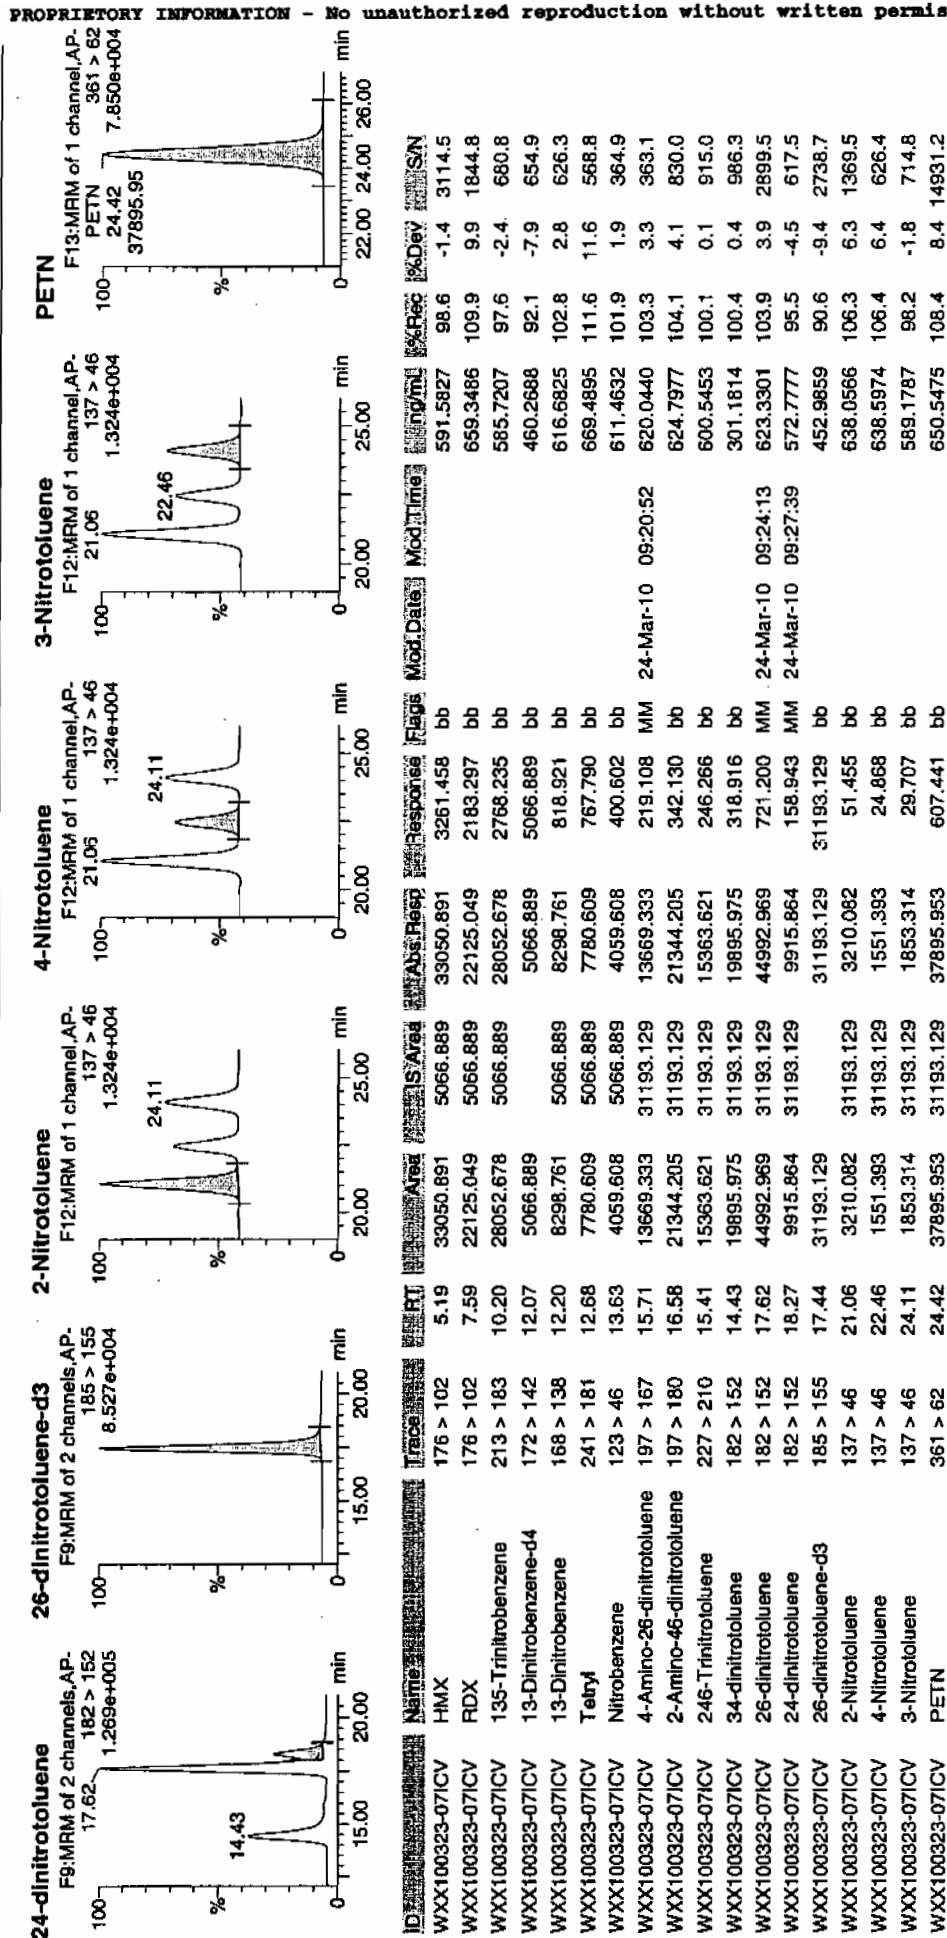 PROPRIETORY INFORMATION - No unauthorized reproduction without written permis
24-dinitrotoluene
F9:MRM of 2 channels,AP-
182 > 152
1.269e+005
17.62
14.43
100
%
0
15.00 20.00 min
26-dinitrotoluene-d3
F9:MRM of 2 channels,AP-
185 > 155
8.527e+004
100
%
0
15.00 20.00 min
2-Nitrotoluene
F12:MRM of 1 channel,AP-
137 > 46
1.324e+004
24.11
100
%
0
20.00 25.00 min
4-Nitrotoluene
F12:MRM of 1 channel,AP-
21.06
137 > 46
1.324e+004
24.11
100
%
0
20.00 25.00 min
3-Nitrotoluene
F12:MRM of 1 channel,AP-
21.06
137 > 46
1.324e+004
22.46
100
%
0
20.00 25.00 min
PETN
F13:MRM of 1 channel,AP-
PETN
24.42
37895.95
361 > 62
7.850e+004
100
%
0
22.00 24.00 26.00 min
ID Name Trace RT Area IS Area Abs.Resp Response Flags Mod.Date Mod.Time ng/mL %Rec %Dev S/N
WXX100323-07ICV HMX 176 > 102 5.19 33050.891 5066.889 33050.891 3261.458 bb 591.5827 98.6 -1.4 3114.5
WXX100323-07ICV RDX 176 > 102 7.59 22125.049 5066.889 22125.049 2183.297 bb 659.3486 109.9 9.9 1844.8
WXX100323-07ICV 135-Trinitrobenzene 213 > 183 10.20 28052.678 5066.889 28052.678 2768.235 bb 585.7207 97.6 -2.4 680.8
WXX100323-07ICV 13-Dinitrobenzene-d4 172 > 142 12.07 5066.889 5066.889 5066.889 bb 460.2688 92.1 -7.9 654.9
WXX100323-07ICV 13-Dinitrobenzene 168 > 138 12.20 8298.761 5066.889 8298.761 818.921 bb 616.6825 102.8 2.8 626.3
WXX100323-07ICV Tetryl 241 > 181 12.68 7780.609 5066.889 7780.609 767.790 bb 669.4895 111.6 11.6 568.8
WXX100323-07ICV Nitrobenzene 123 > 46 13.63 4059.608 5066.889 4059.608 400.602 bb 611.4632 101.9 1.9 364.9
WXX100323-07ICV 4-Amino-26-dinitrotoluene 197 > 167 15.71 13669.333 31193.129 13669.333 219.108 MM 24-Mar-10 09:20:52 620.0440 103.3 3.3 363.1
WXX100323-07ICV 2-Amino-46-dinitrotoluene 197 > 180 16.58 21344.205 31193.129 21344.205 342.130 bb 624.7977 104.1 4.1 830.0
WXX100323-07ICV 246-Trinitrotoluene 227 > 210 15.41 15363.621 31193.129 15363.621 246.266 bb 600.5453 100.1 0.1 915.0
WXX100323-07ICV 34-dinitrotoluene 182 > 152 14.43 19895.975 31193.129 19895.975 318.916 bb 301.1814 100.4 0.4 986.3
WXX100323-07ICV 26-dinitrotoluene 182 > 152 17.62 44992.969 31193.129 44992.969 721.200 MM 24-Mar-10 09:24:13 623.3301 103.9 3.9 2899.5
WXX100323-07ICV 24-dinitrotoluene 182 > 152 18.27 9915.864 31193.129 9915.864 158.943 MM 24-Mar-10 09:27:39 572.7777 95.5 -4.5 617.5
WXX100323-07ICV 26-dinitrotoluene-d3 185 > 155 17.44 31193.129 31193.129 31193.129 bb 452.9859 90.6 -9.4 2738.7
WXX100323-07ICV 2-Nitrotoluene 137 > 46 21.06 3210.082 31193.129 3210.082 51.455 bb 638.0566 106.3 6.3 1369.5
WXX100323-07ICV 4-Nitrotoluene 137 > 46 22.46 1551.393 31193.129 1551.393 24.868 bb 638.5974 106.4 6.4 626.4
WXX100323-07ICV 3-Nitrotoluene 137 > 46 24.11 1853.314 31193.129 1853.314 29.707 bb 589.1787 98.2 -1.8 714.8
WXX100323-07ICV PETN 361 > 62 24.42 37895.953 31193.129 37895.953 607.441 bb 650.5475 108.4 8.4 14931.2